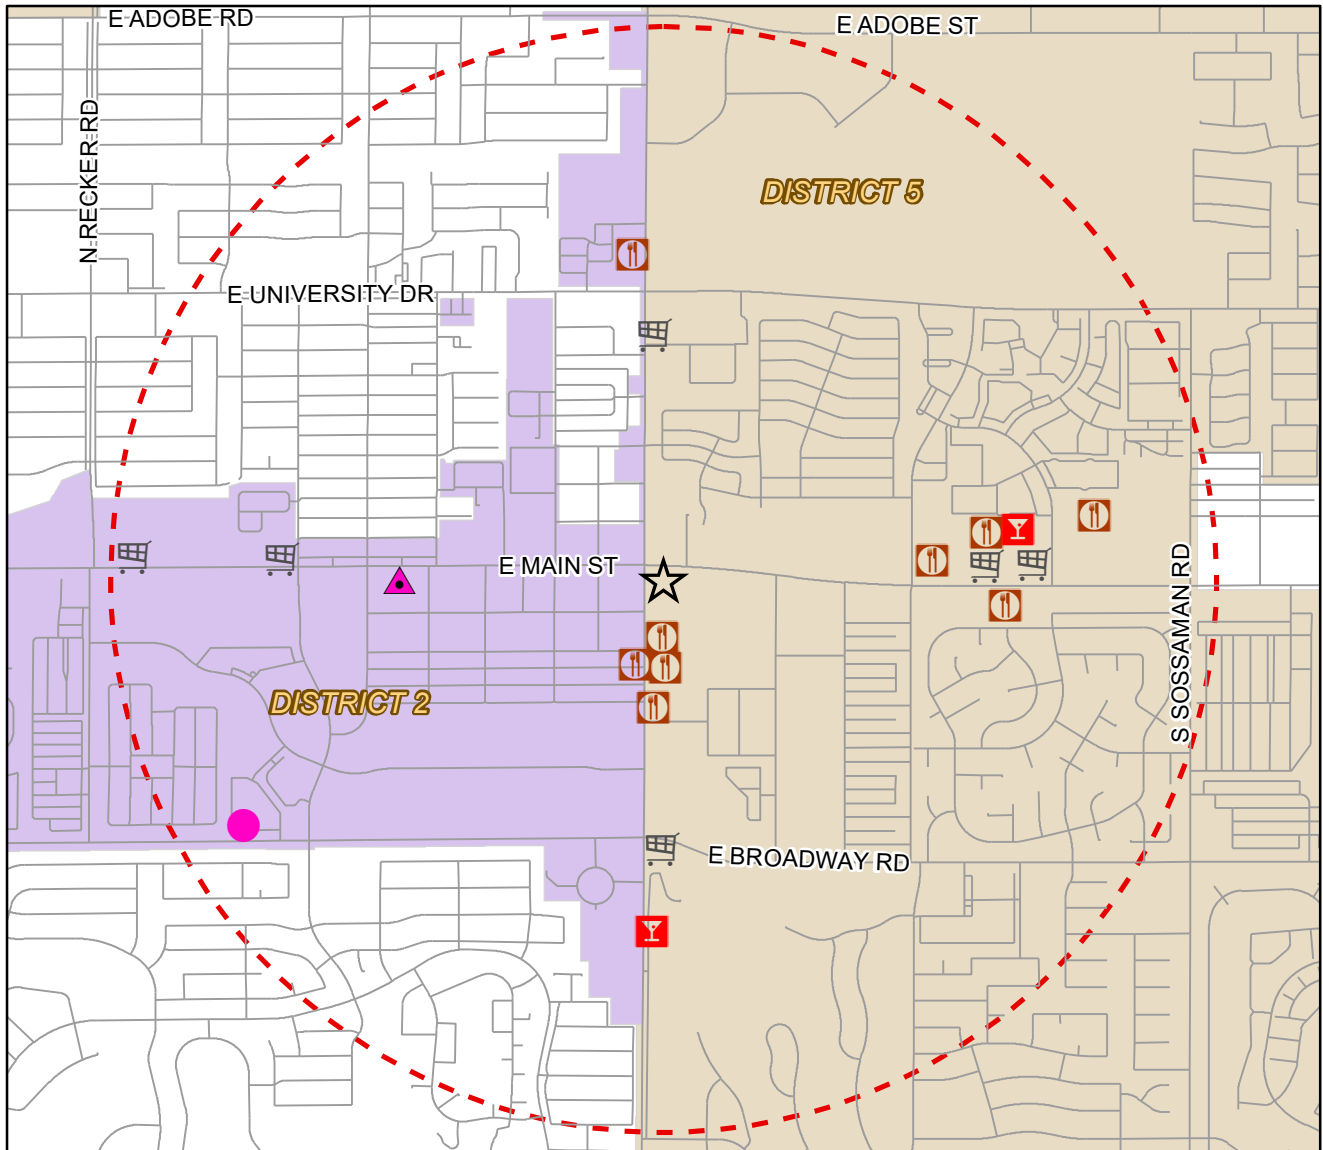 E ADOBE RD
E ADOBE ST
N RECKER RD
DISTRICT 5
E UNIVERSITY DR
E MAIN ST
S SOSSAMAN RD
DISTRICT 2
E BROADWAY RD